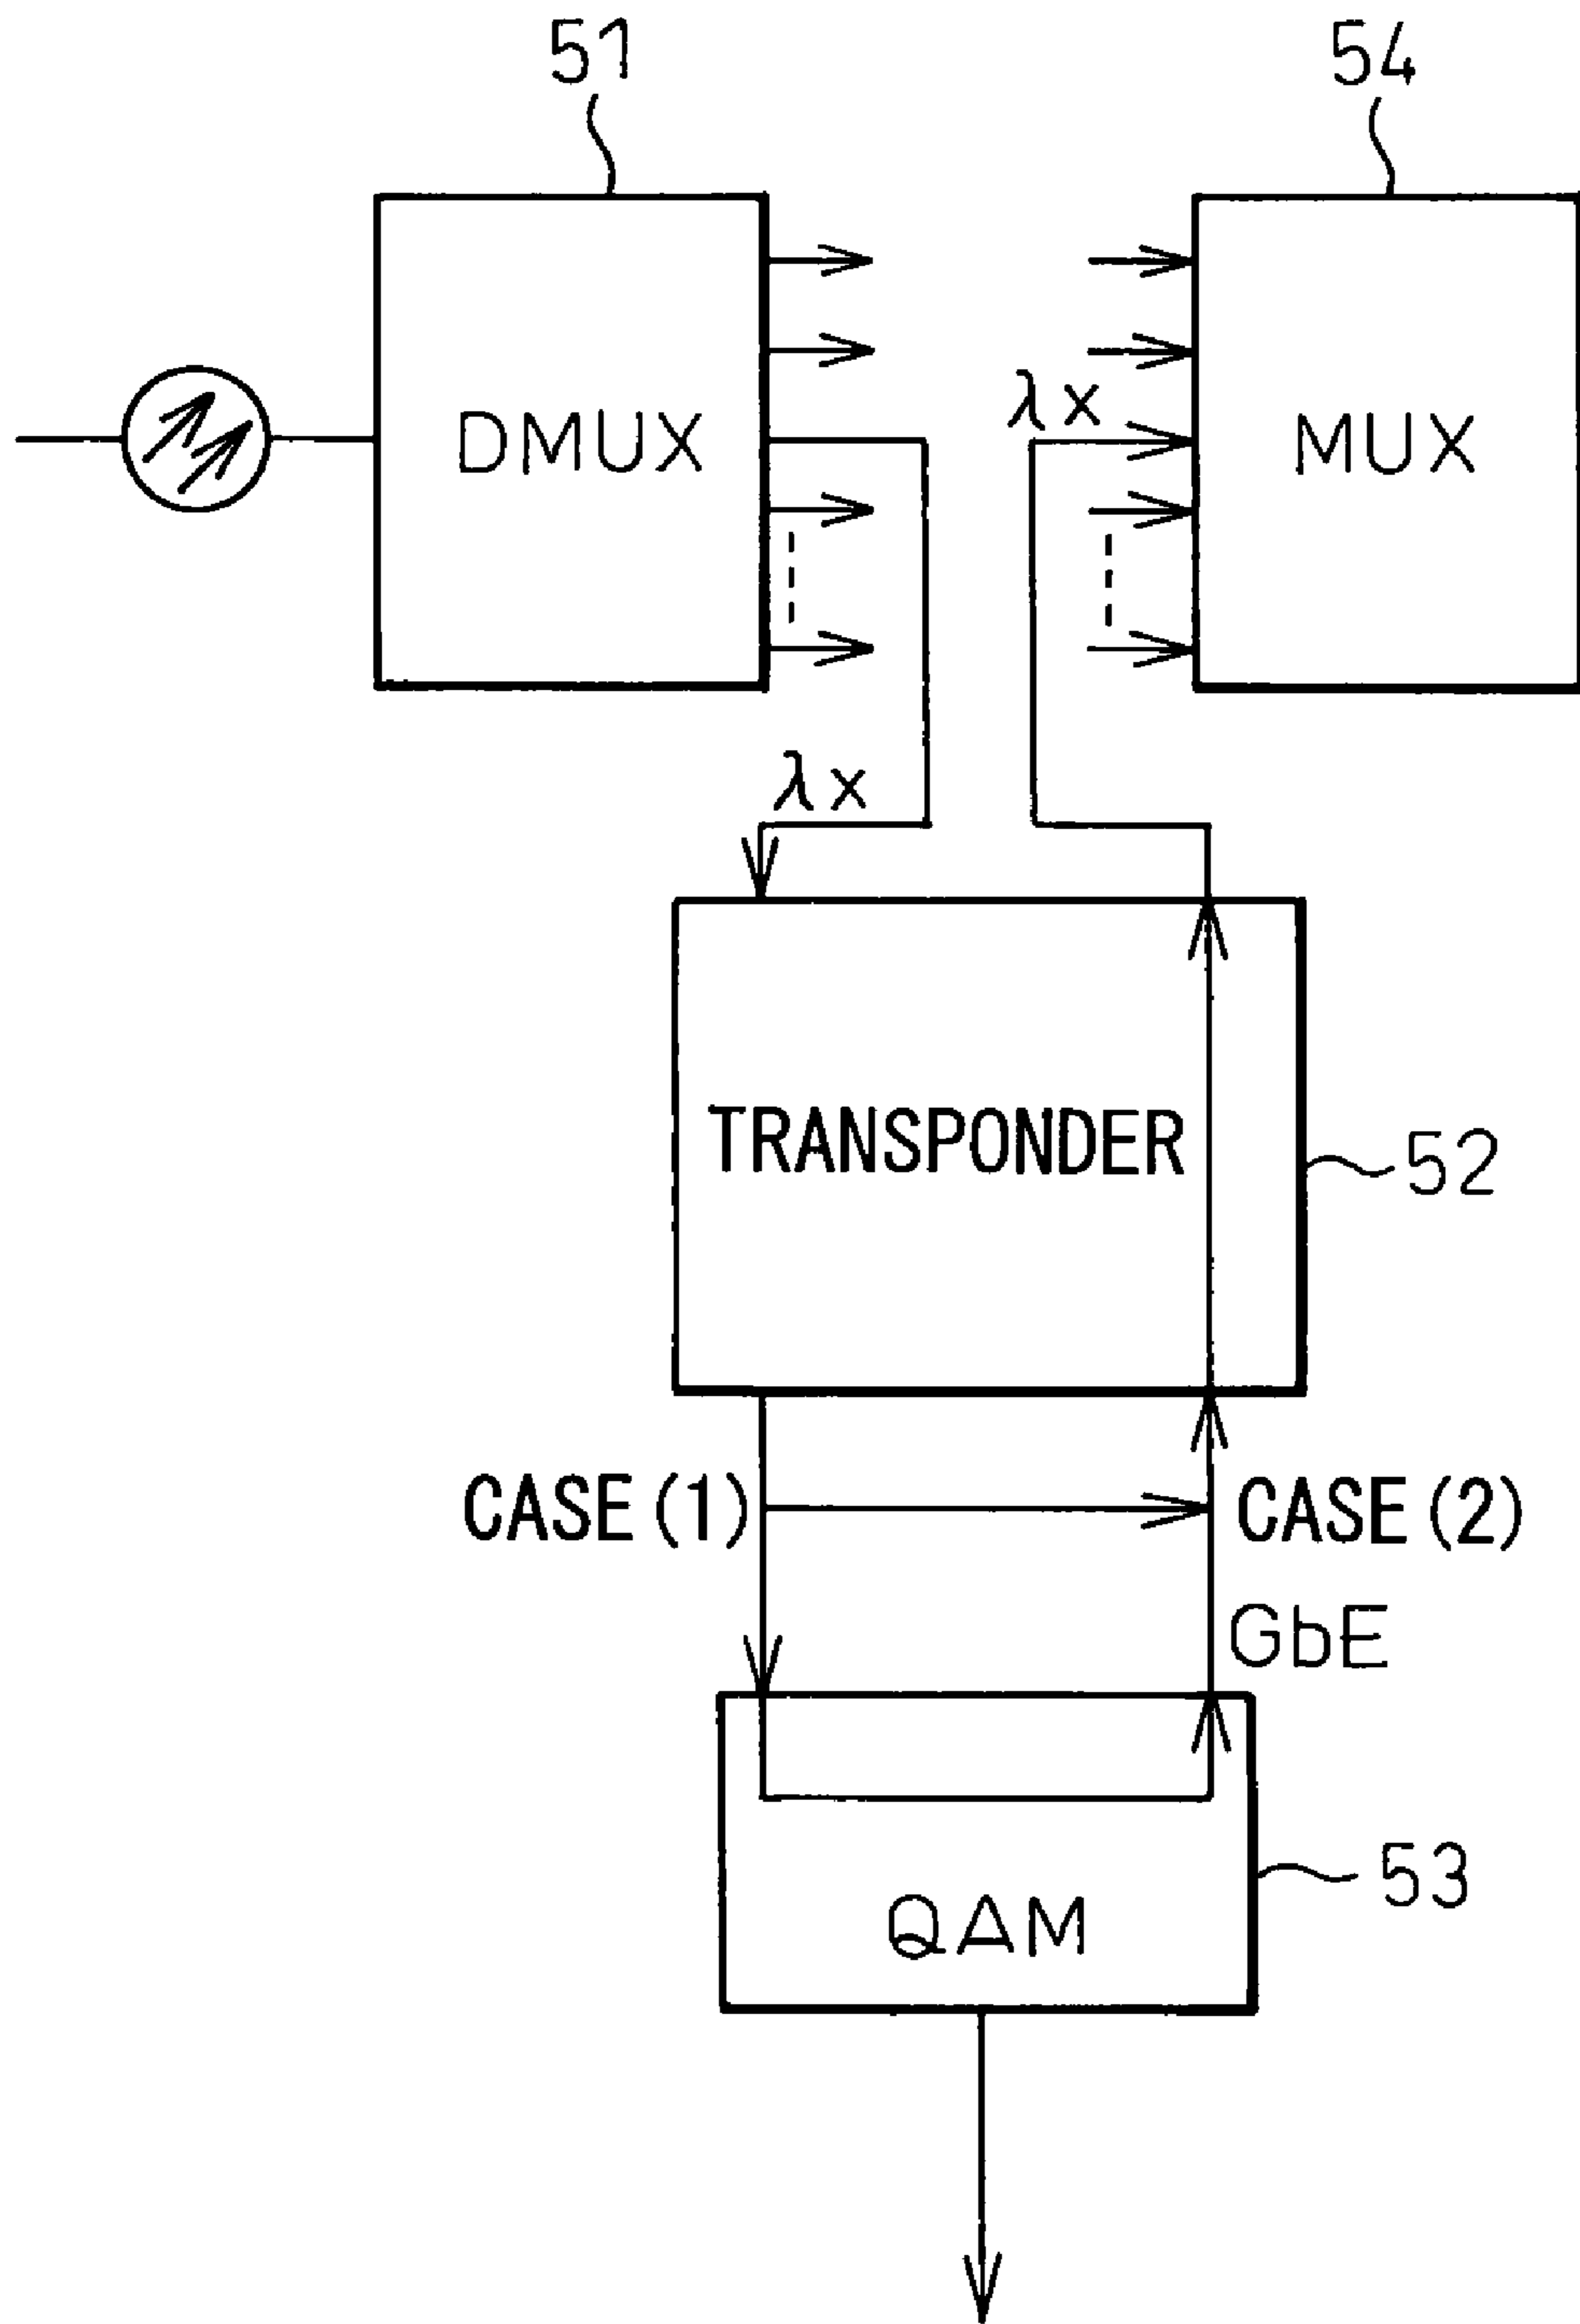 51
54
DMUX
λx
MUX
λx
TRANSPONDER
52
CASE(1)
CASE(2)
GbE
53
QAM